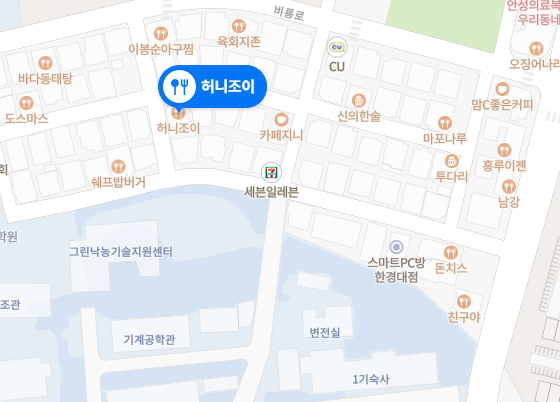 비룡로
안성의료복
우리동네
육회지존
이봉순아구찜
CU
오징어나라
바다동태탕
허니조이
맘C좋은커피
도스마스
신의한술
허니조이
카페지니
마포나루
홍루이젠
투다리
회
쉐프밥버거
세븐일레븐
남강
학원
그린낙농기술지원센터
스마트PC방
한경대점
돈치스
조관
친구야
기계공학관
변전실
1기숙사